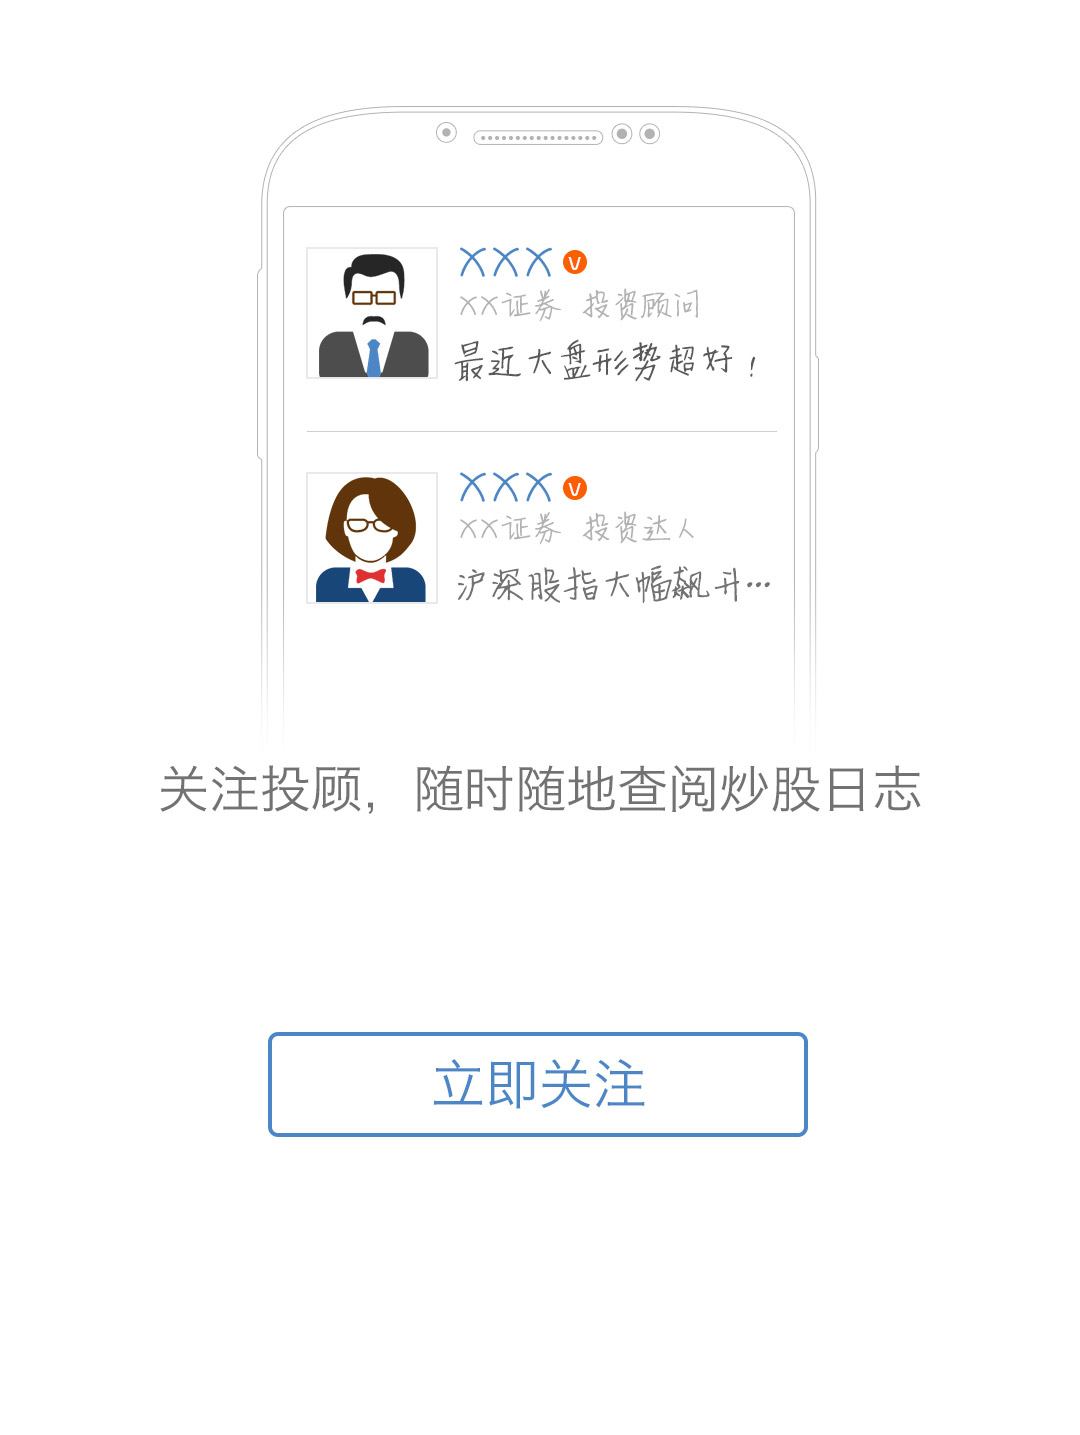 XXX V
XX证券 投资顾问
最近大盘形势超好！
XXX V
XX证券 投资达人
沪深股指大幅飙升…
关注投顾，随时随地查阅炒股日志
立即关注